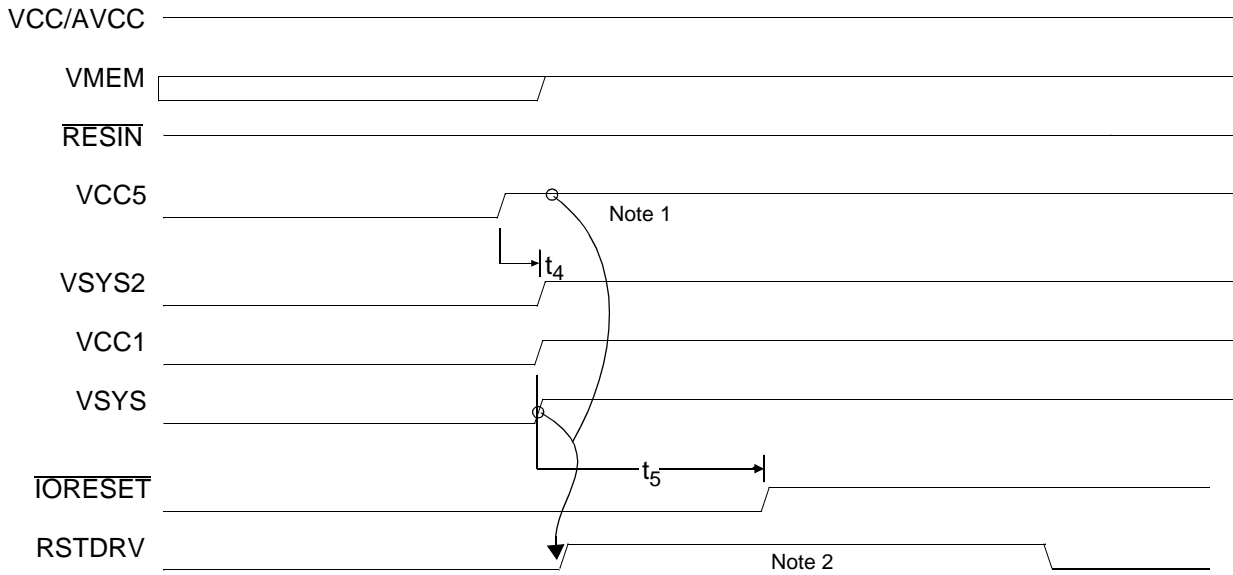 VCC/AVCC
VMEM
RESIN
VCC5
Note 1
t4
VSYS2
VCC1
VSYS
t5
IORESET
RSTDRV
Note 2